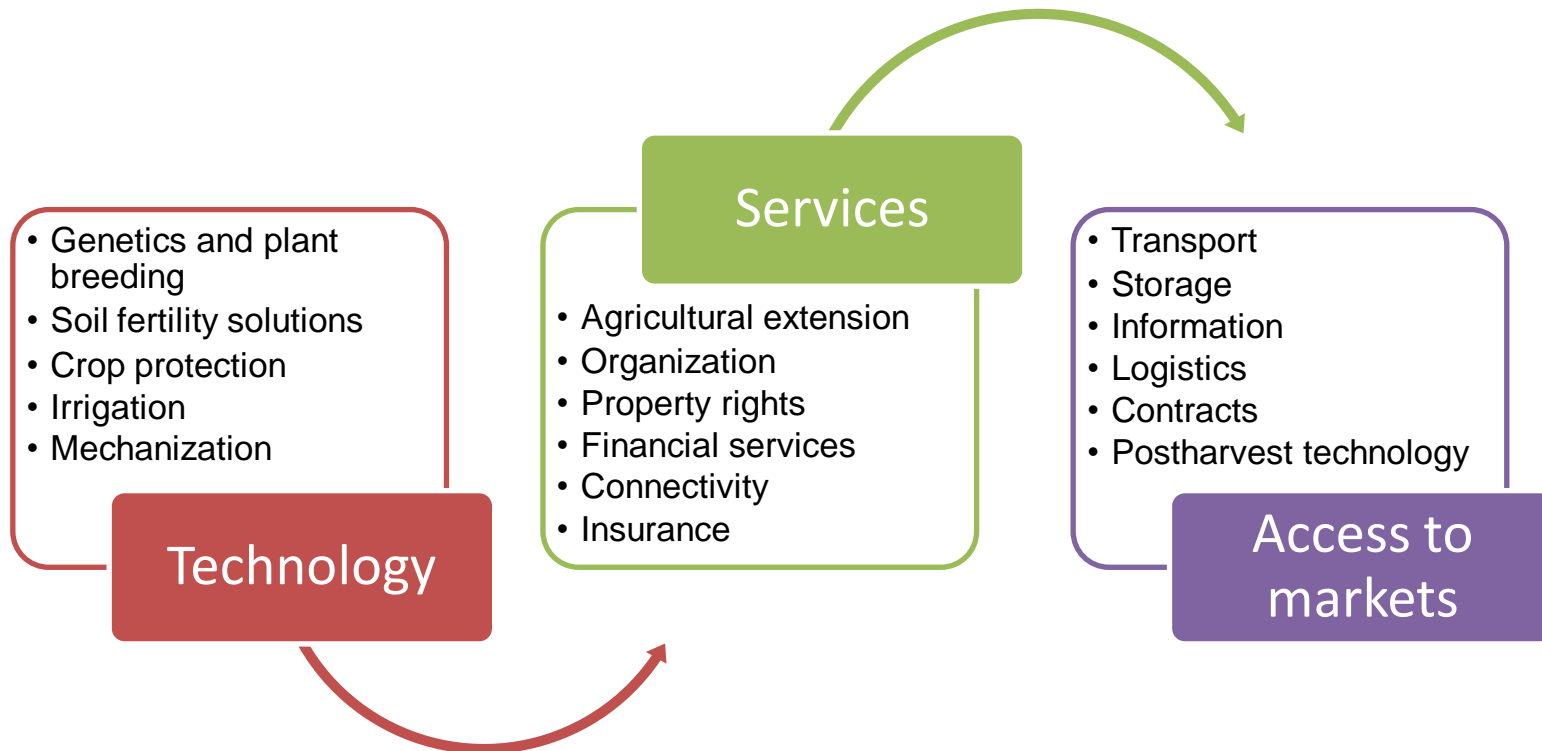 • Genetics and plant
breeding
• Soil fertility solutions
• Crop protection
• Irrigation
• Mechanization
Technology
Services
• Agricultural extension
• Organization
• Property rights
• Financial services
• Connectivity
• Insurance
• Transport
• Storage
• Information
• Logistics
• Contracts
• Postharvest technology
Access to
markets